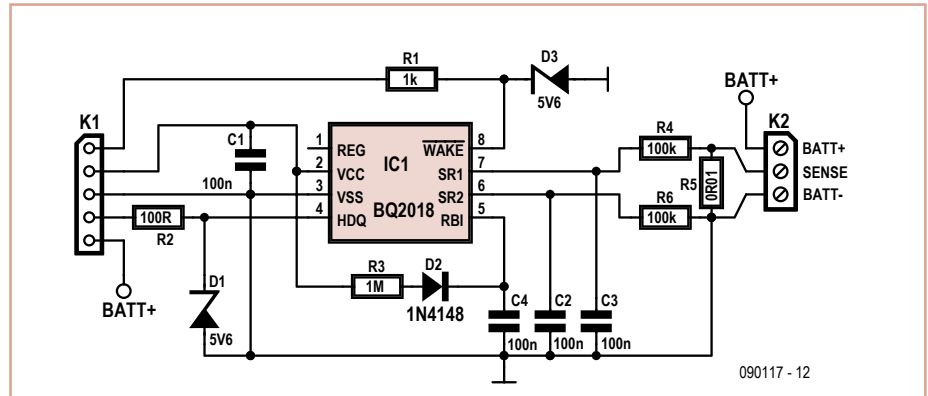 R1
1k
D3
5V6
BATT+
K1
K2
C1
100n
1
REG
WAKE
8
R4
100k
BATT+
2
VCC
IC1
SR1
7
R5
0R01
SENSE
3
VSS
SR2
6
BATT-
4
HDQ
BQ2018
RBI
5
100k
R6
100R
R2
R3
1M
D2
1N4148
D1
5V6
BATT+
C4
100n
C2
100n
C3
100n
090117 - 12